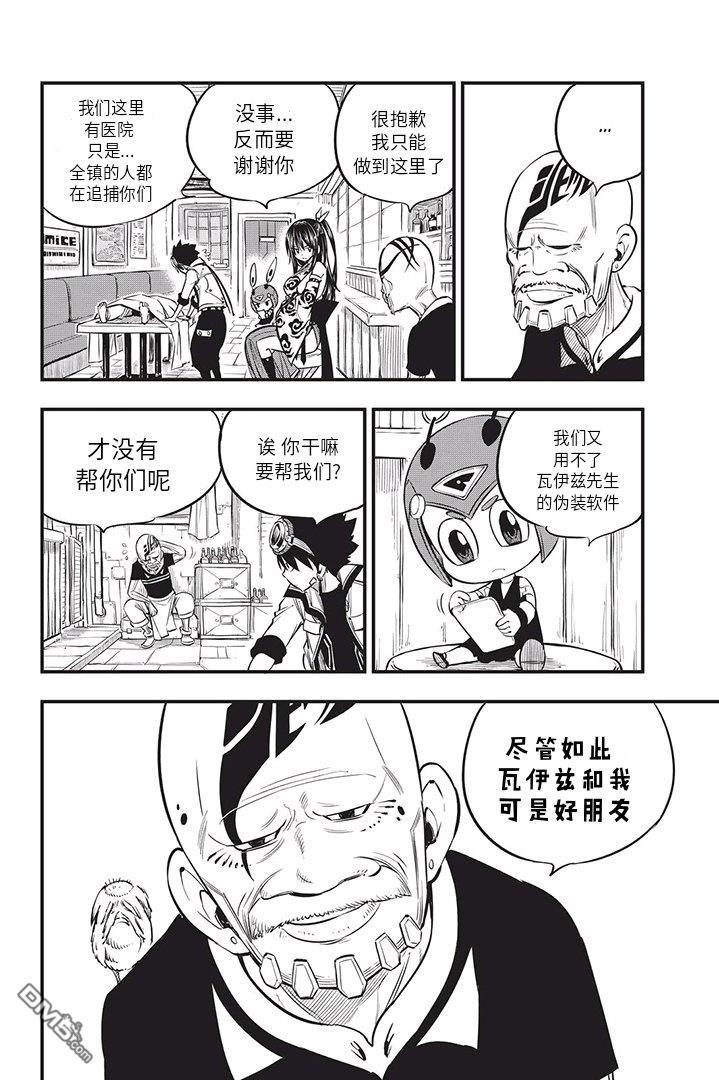 ...
很抱歉
我只能
做到这里了
没事...
反而要
谢谢你
我们这里
有医院
只是...
全镇的人都
在追捕你们
MICE
我们又
用不了
瓦伊兹先生
的伪装软件
诶 你干嘛
要帮我们?
才没有
帮你们呢
尽管如此
瓦伊兹和我
可是好朋友